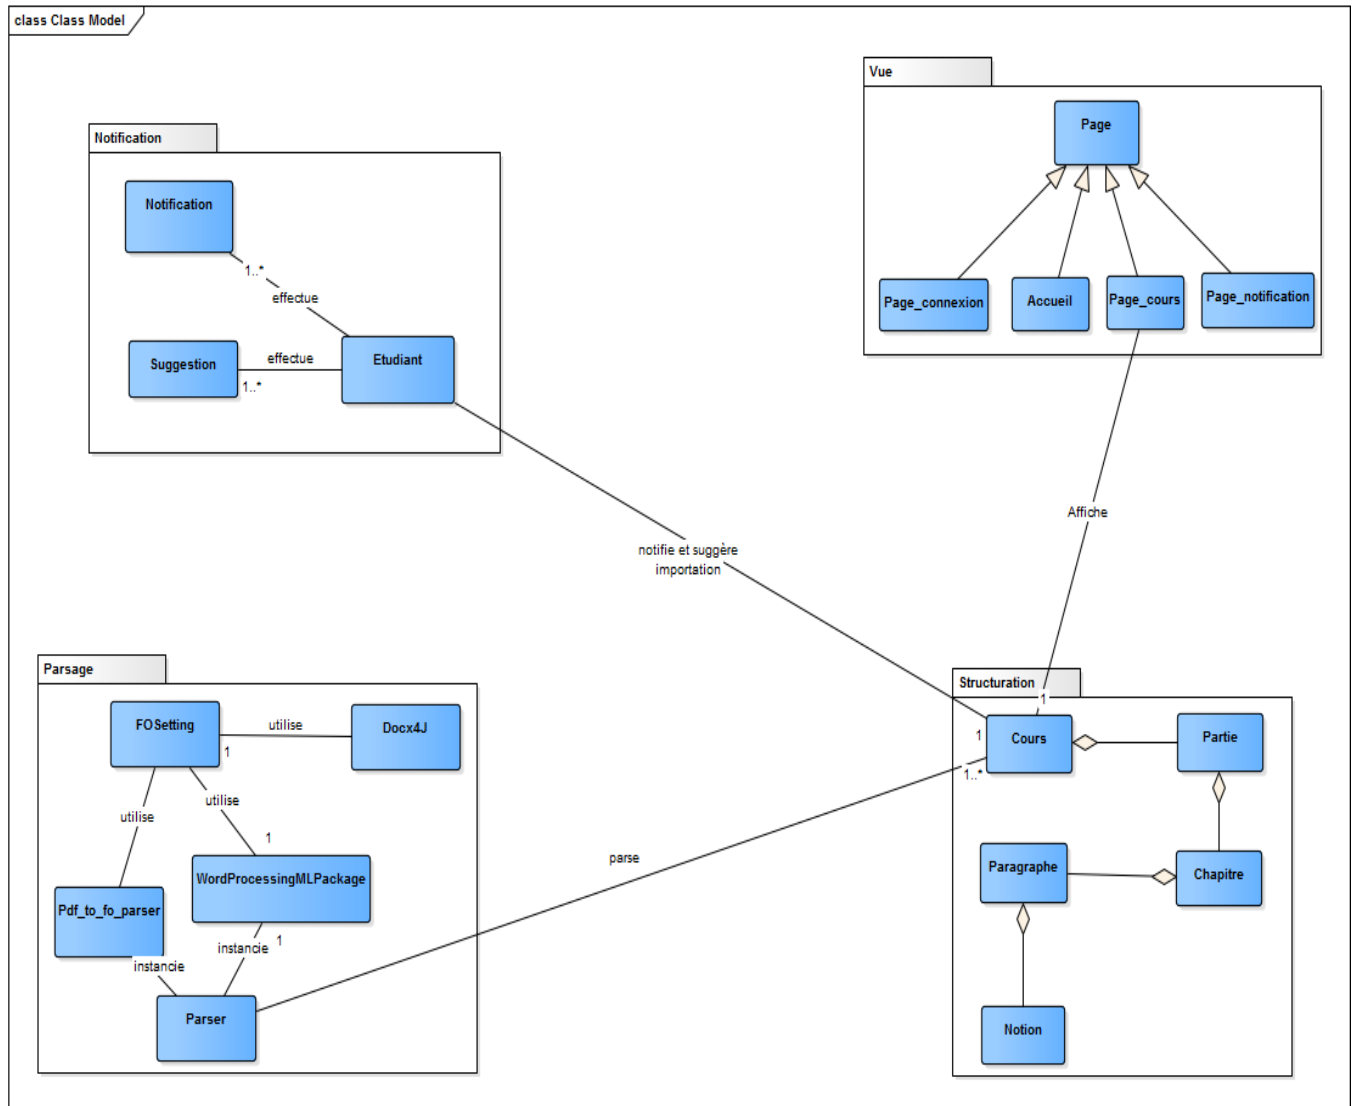 class Class Model
Vue
Page
Page_connexion
Accueil
Page_cours
Page_notification
Notification
Notification
1..*
effectue
Suggestion
effectue
1..*
Etudiant
Affiche
notifie et suggère
importation
Parsage
FOSetting
1
utilise
Docx4J
utilise
utilise
1
WordProcessingMLPackage
Pdf_to_fo_parser
instancie
1
instancie
Parser
parse
Structuration
1
1
1..*
Cours
Partie
Paragraphe
Chapitre
Notion